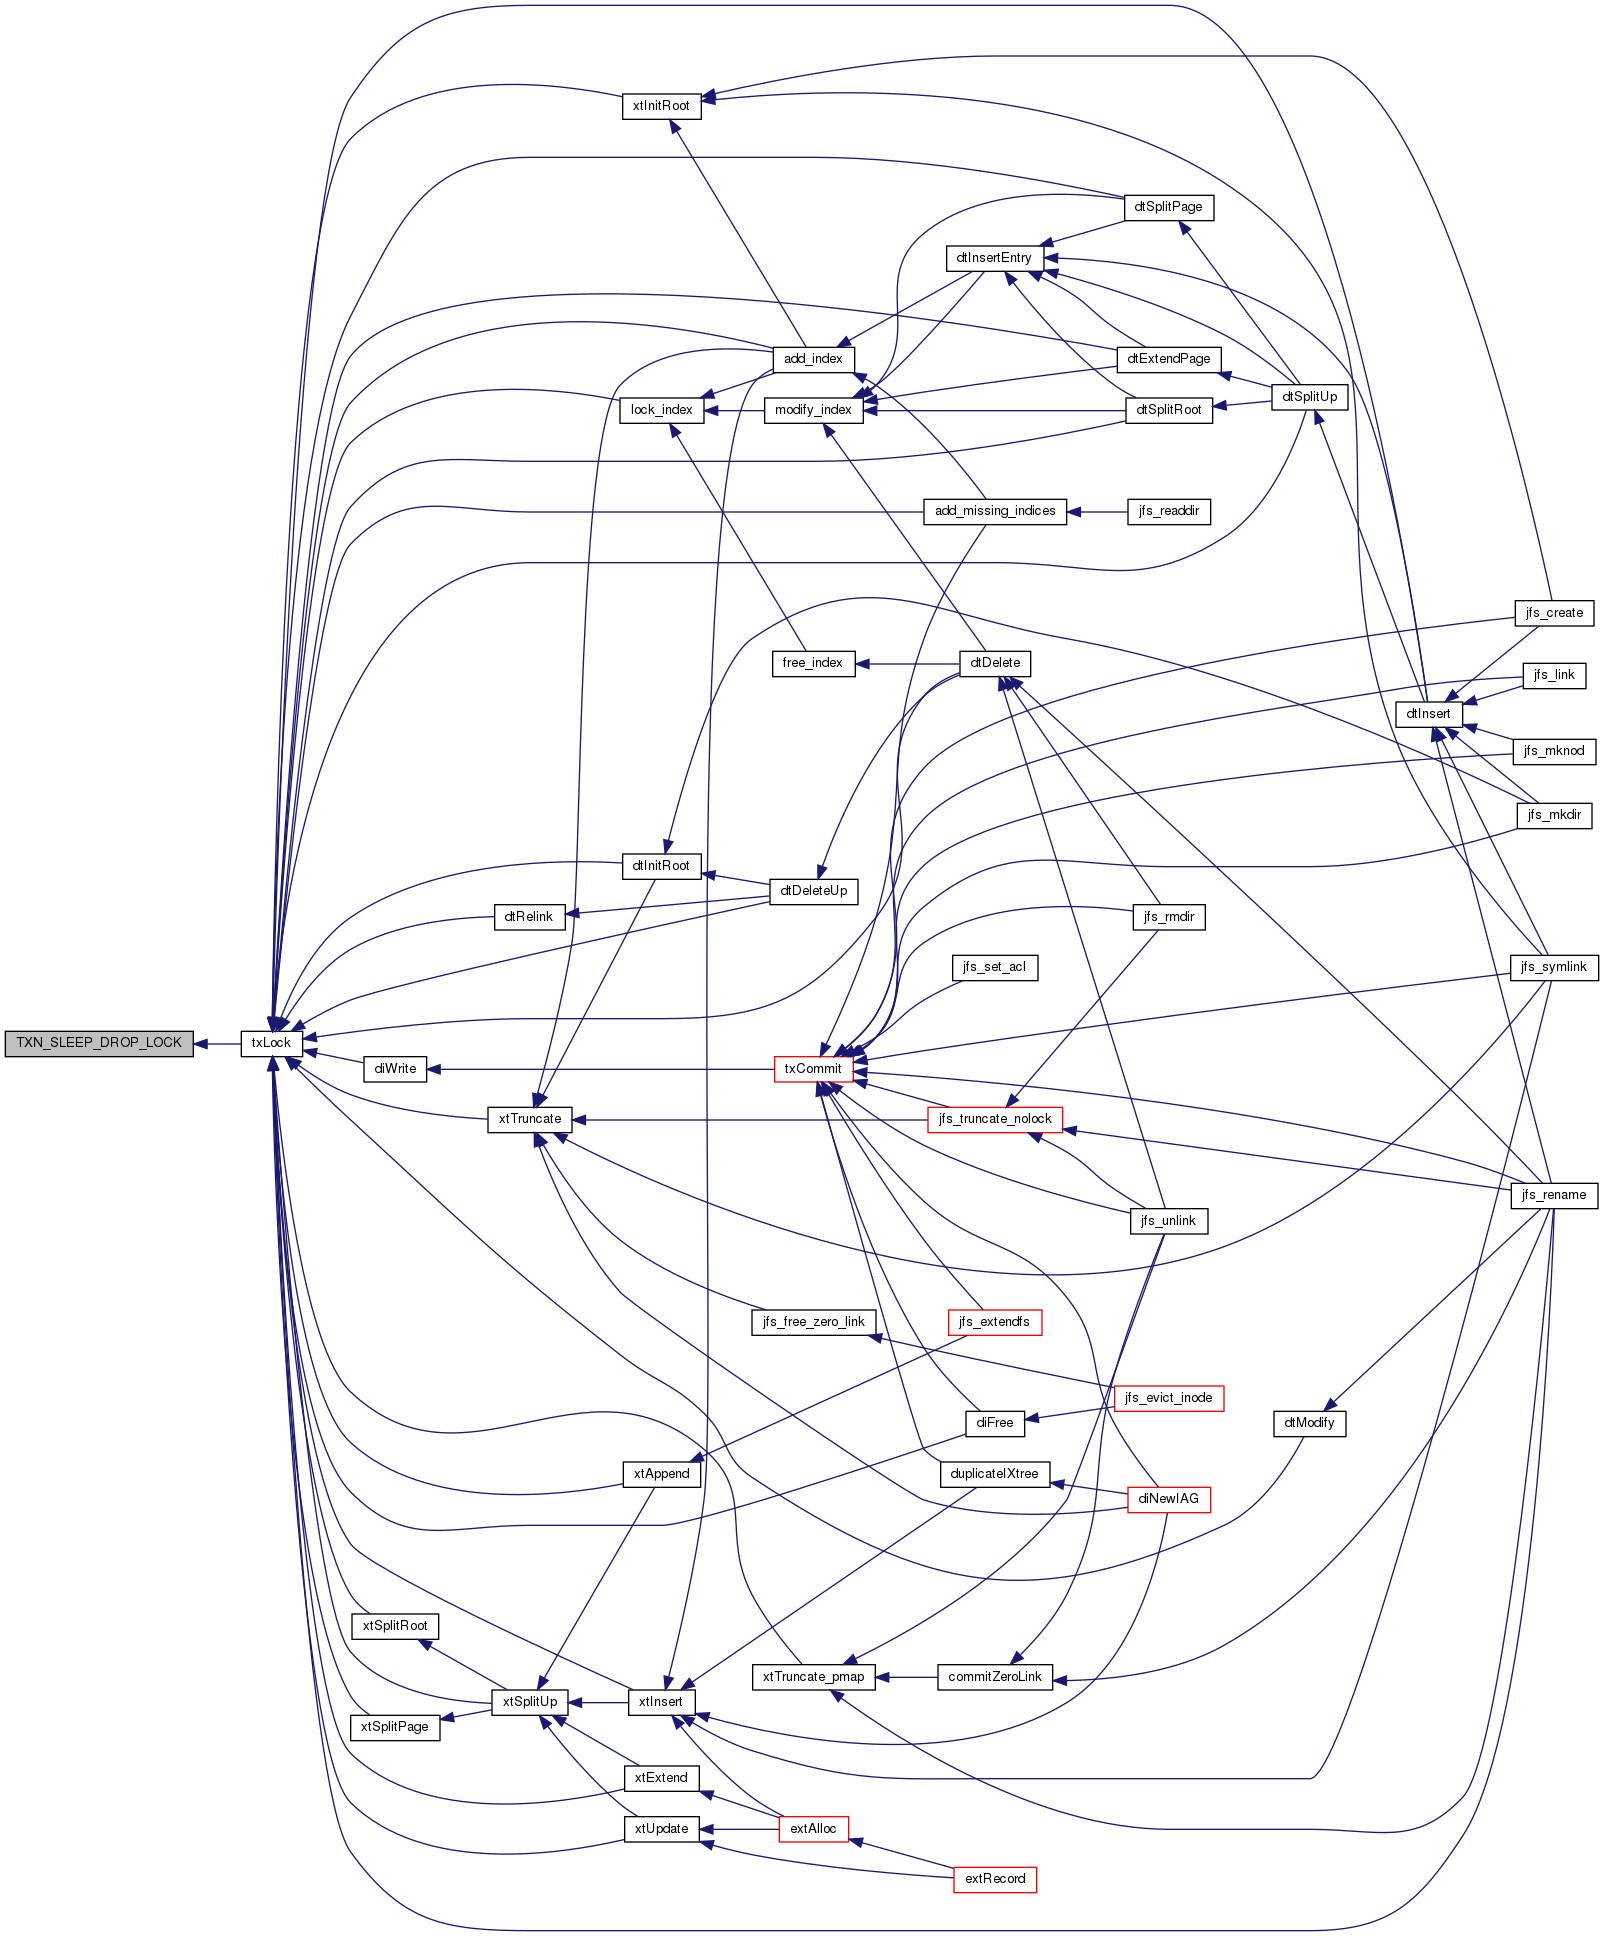 xtInitRoot
dtSplitPage
dtInsertEntry
add_index
dtExtendPage
dtSplitUp
lock_index
modify_index
dtSplitRoot
add_missing_indices
jfs_readdir
jfs_create
free_index
dtDelete
jfs_link
dtInsert
jfs_mknod
jfs_mkdir
dtInitRoot
dtDeleteUp
dtRelink
jfs_rmdir
jfs_set_acl
jfs_symlink
TXN_SLEEP_DROP_LOCK
txLock
diWrite
txCommit
xtTruncate
jfs_truncate_nolock
jfs_rename
jfs_unlink
jfs_free_zero_link
jfs_extendfs
jfs_evict_inode
diFree
dtModify
xtAppend
duplicateIXtree
diNewIAG
xtSplitRoot
xtTruncate_pmap
commitZeroLink
xtSplitUp
xtInsert
xtSplitPage
xtExtend
xtUpdate
extAlloc
extRecord